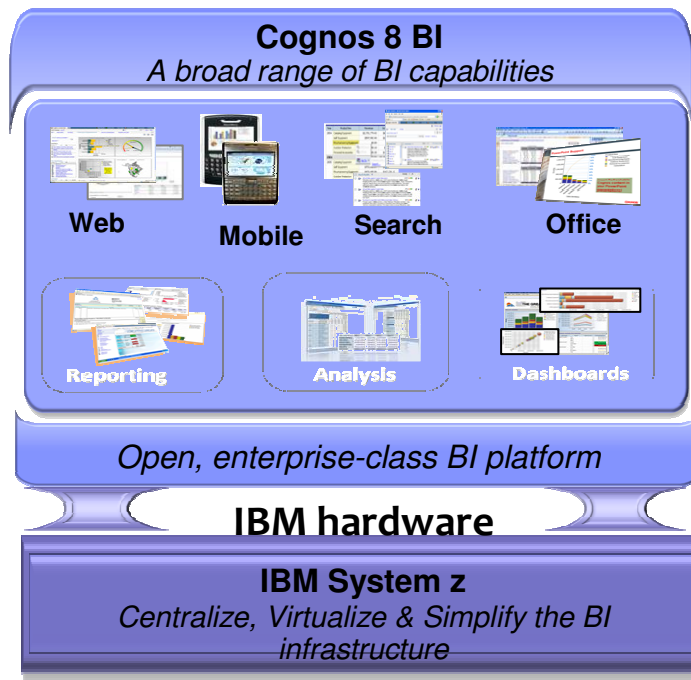 Cognos 8 BI
A broad range of BI capabilities
Web
Mobile
Search
Office
Reporting
Analysis
Dashboards
Open, enterprise-class BI platform
IBM hardware
IBM System z
Centralize, Virtualize & Simplify the BI
infrastructure